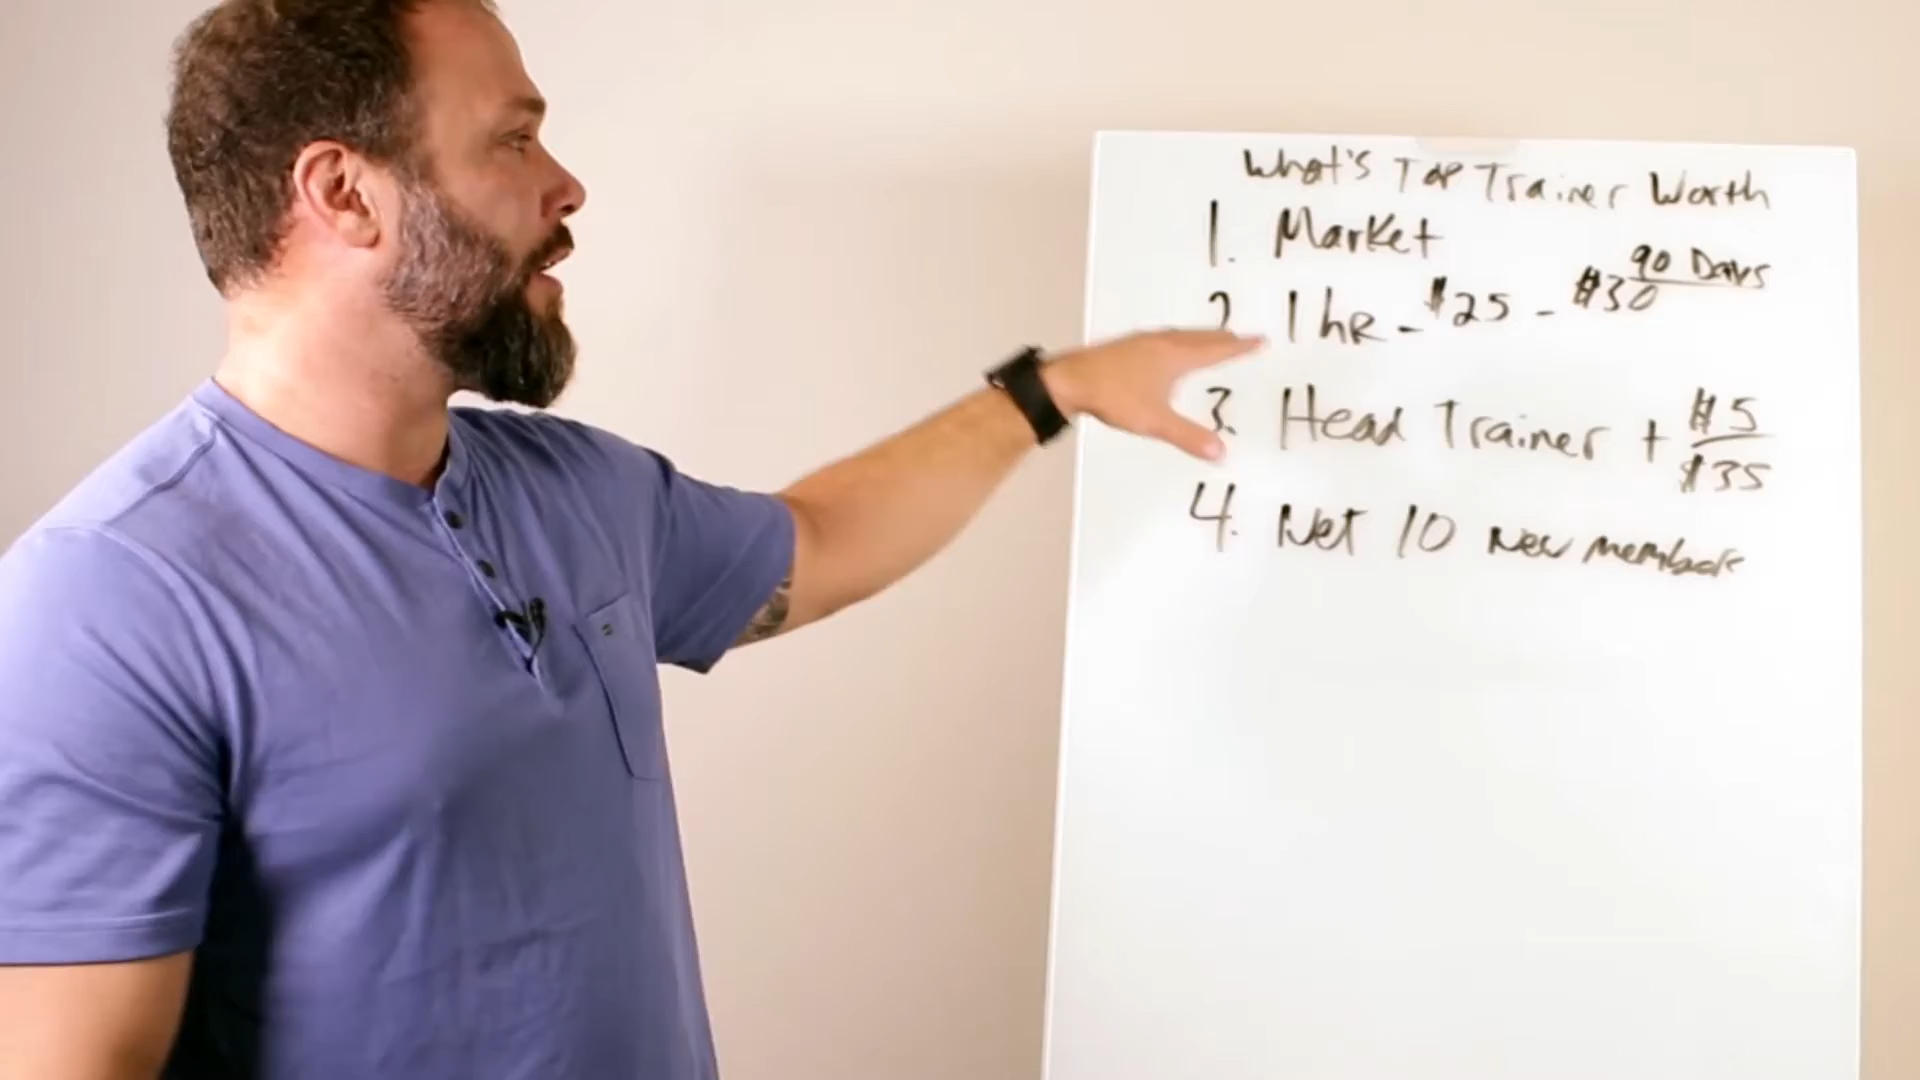 What's Top Trainer Worth
1. Market
90 Days
2. 1 hR - $25 - $30
3. Head Trainer + $5
$35
4. Net 10 New members